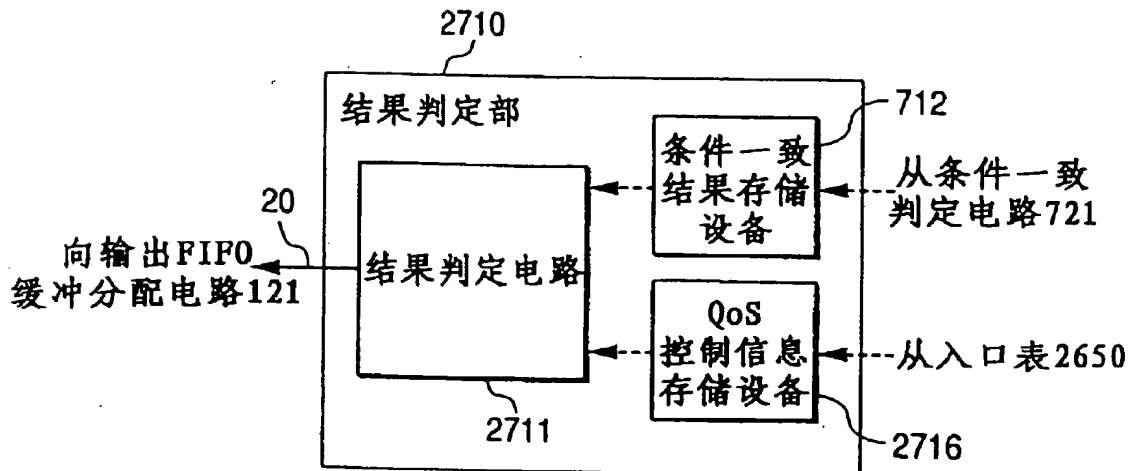 2710
结果判定部
712
条件一致
结果存储
设备
从条件一致
判定电路721
20
向输出FIFO
缓冲分配电路121
结果判定电路
QoS
控制信息
存储设备
从入口表2650
2711
2716